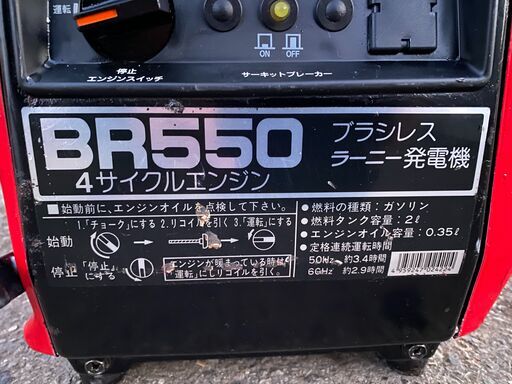 運転
停止
エンジンスイッチ
ON OFF
サーキットブレーカー
BR550
4サイクルエンジン
ブラシレス
ラーニー発電機
■始動前に、エンジンオイルを点検して下さい。
1.「チョーク」にする 2.リコイルを引く 3.「運転」にする
始動
停止「停止」にする
エンジンが暖まっている時は「運転」にしリコイルを引く。
◦燃料の種類：ガソリン
◦燃料タンク容量：2ℓ
◦エンジンオイル容量：0.35ℓ
◦定格連続運転時間
50Hz 約3.4時間
60Hz 約2.9時間